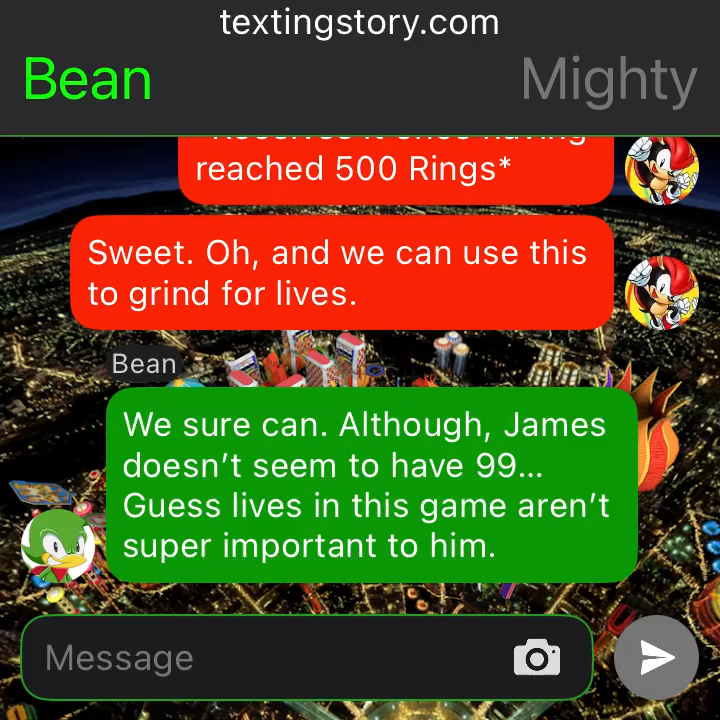 textingstory.com
Bean
Mighty
reached 500 Rings*
Sweet. Oh, and we can use this
to grind for lives.
Bean
We sure can. Although, James
doesn’t seem to have 99...
Guess lives in this game aren’t
super important to him.
Message